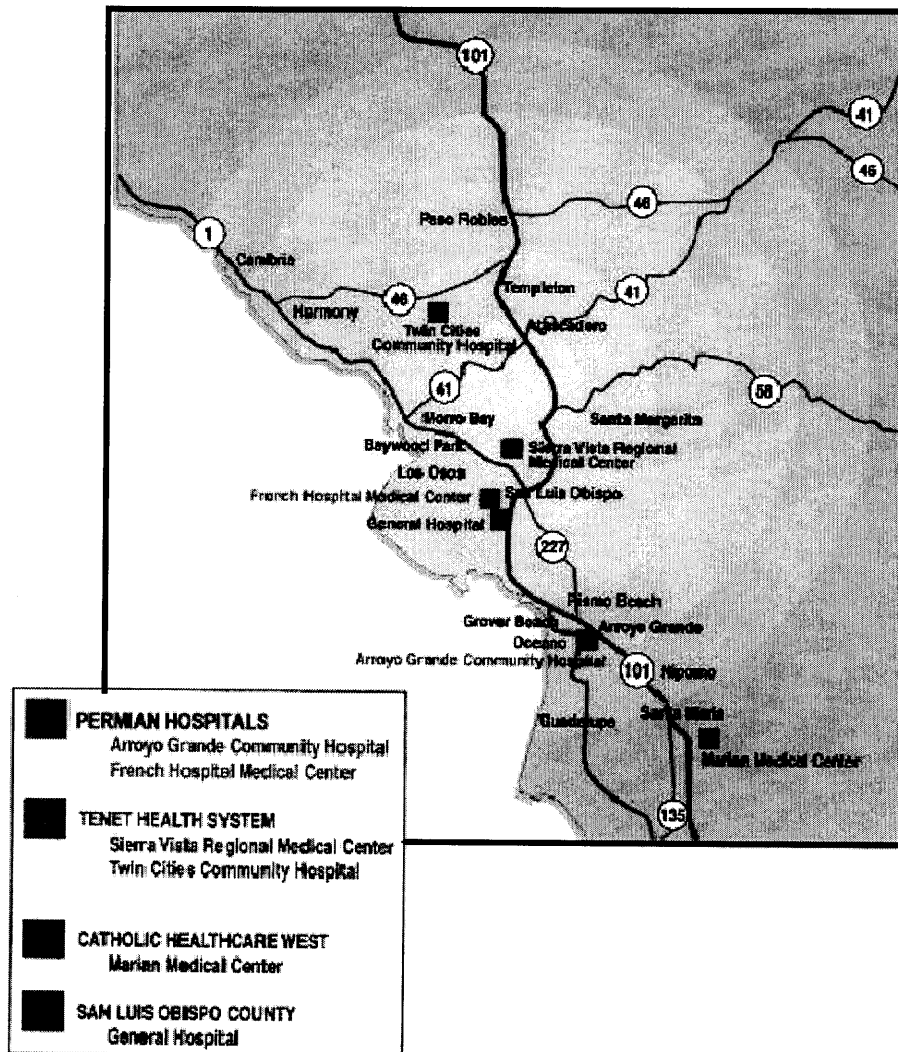 101
41
46
46
1
Paso Robles
Cambria
Templeton
41
46
Harmony
Atascadero
Twin Cities
Community Hospital
41
58
Morro Bay
Santa Margarita
Baywood Park
Sierra Vista Regional
Medical Center
Los Osos
French Hospital Medical Center
San Luis Obispo
General Hospital
227
Pismo Beach
Grover Beach
Arroyo Grande
Oceano
Arroyo Grande Community Hospital
101
Nipomo
Guadalupe
Santa Maria
Marian Medical Center
135
PERMIAN HOSPITALS
Arroyo Grande Community Hospital
French Hospital Medical Center
TENET HEALTH SYSTEM
Sierra Vista Regional Medical Center
Twin Cities Community Hospital
CATHOLIC HEALTHCARE WEST
Marian Medical Center
SAN LUIS OBISPO COUNTY
General Hospital